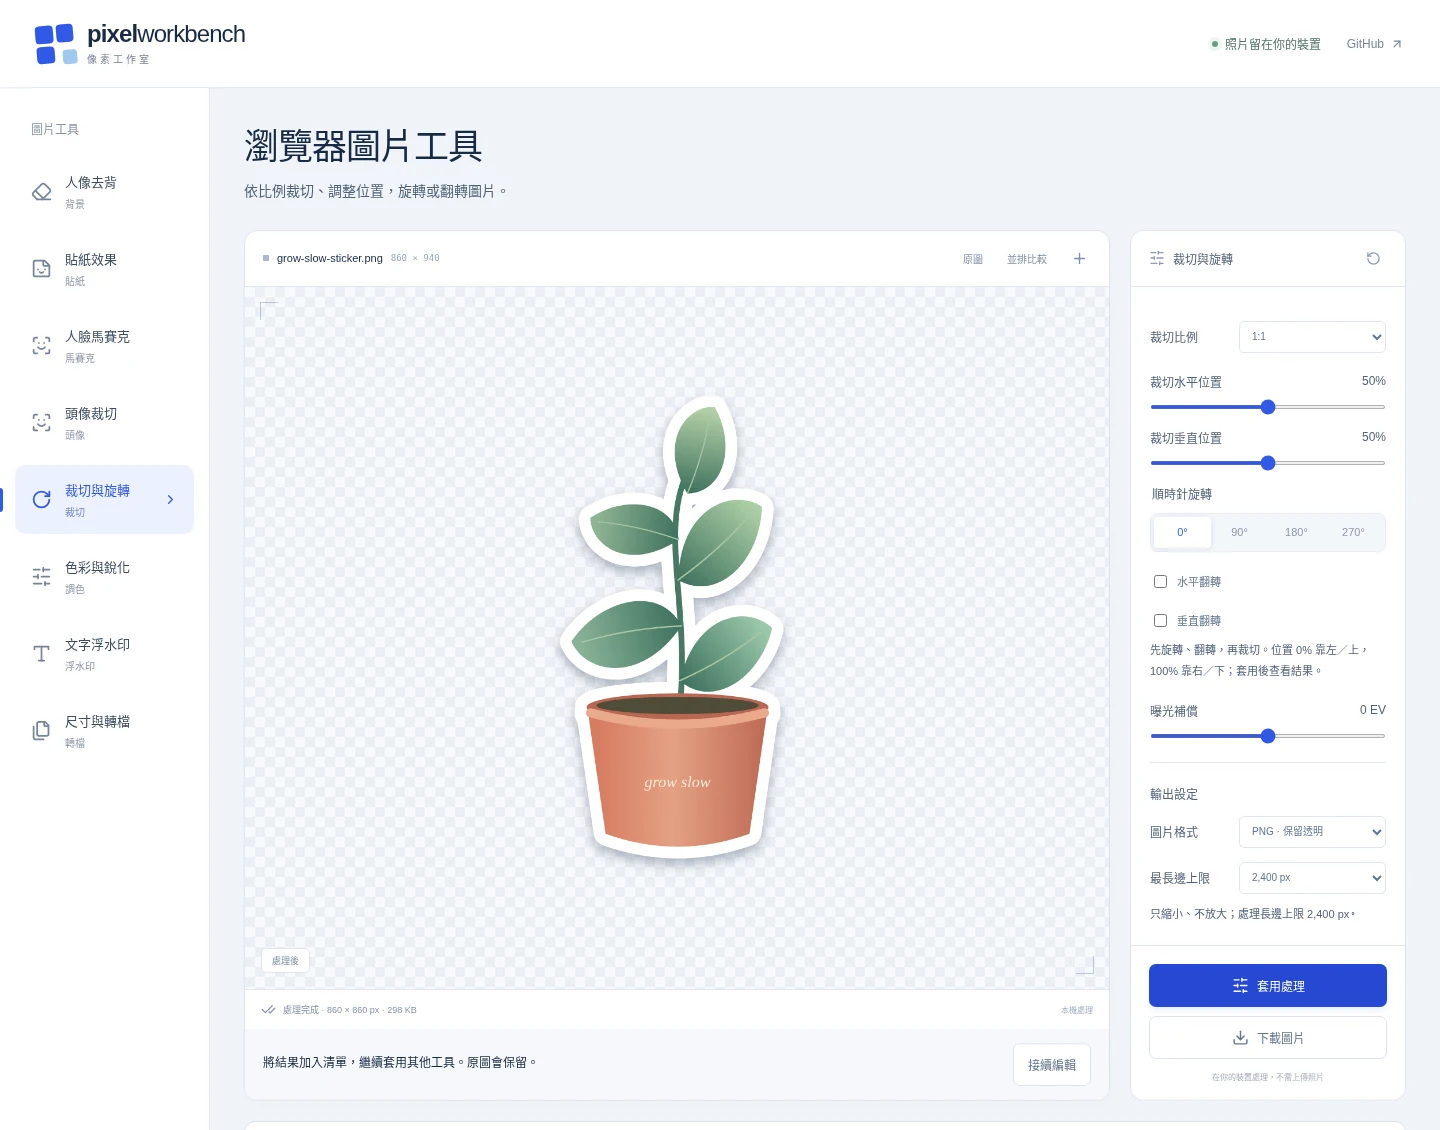 pixelworkbench
像素工作室
照片留在你的裝置
GitHub
圖片工具
人像去背
背景
貼紙效果
貼紙
人臉馬賽克
馬賽克
頭像裁切
頭像
裁切與旋轉
裁切
色彩與銳化
調色
文字浮水印
浮水印
尺寸與轉檔
轉檔
瀏覽器圖片工具
依比例裁切、調整位置，旋轉或翻轉圖片。
grow-slow-sticker.png 860 × 940
原圖
並排比較
grow slow
處理後
處理完成 · 860 × 860 px · 298 KB
本機處理
將結果加入清單，繼續套用其他工具。原圖會保留。
接續編輯
裁切與旋轉
裁切比例
1:1
裁切水平位置
50%
裁切垂直位置
50%
順時針旋轉
0°
90°
180°
270°
水平翻轉
垂直翻轉
先旋轉、翻轉，再裁切。位置 0% 靠左／上，
100% 靠右／下；套用後查看結果。
曝光補償
0 EV
輸出設定
圖片格式
PNG · 保留透明
最長邊上限
2,400 px
只縮小、不放大；處理長邊上限 2,400 px。
套用處理
下載圖片
在你的裝置處理，不需上傳照片